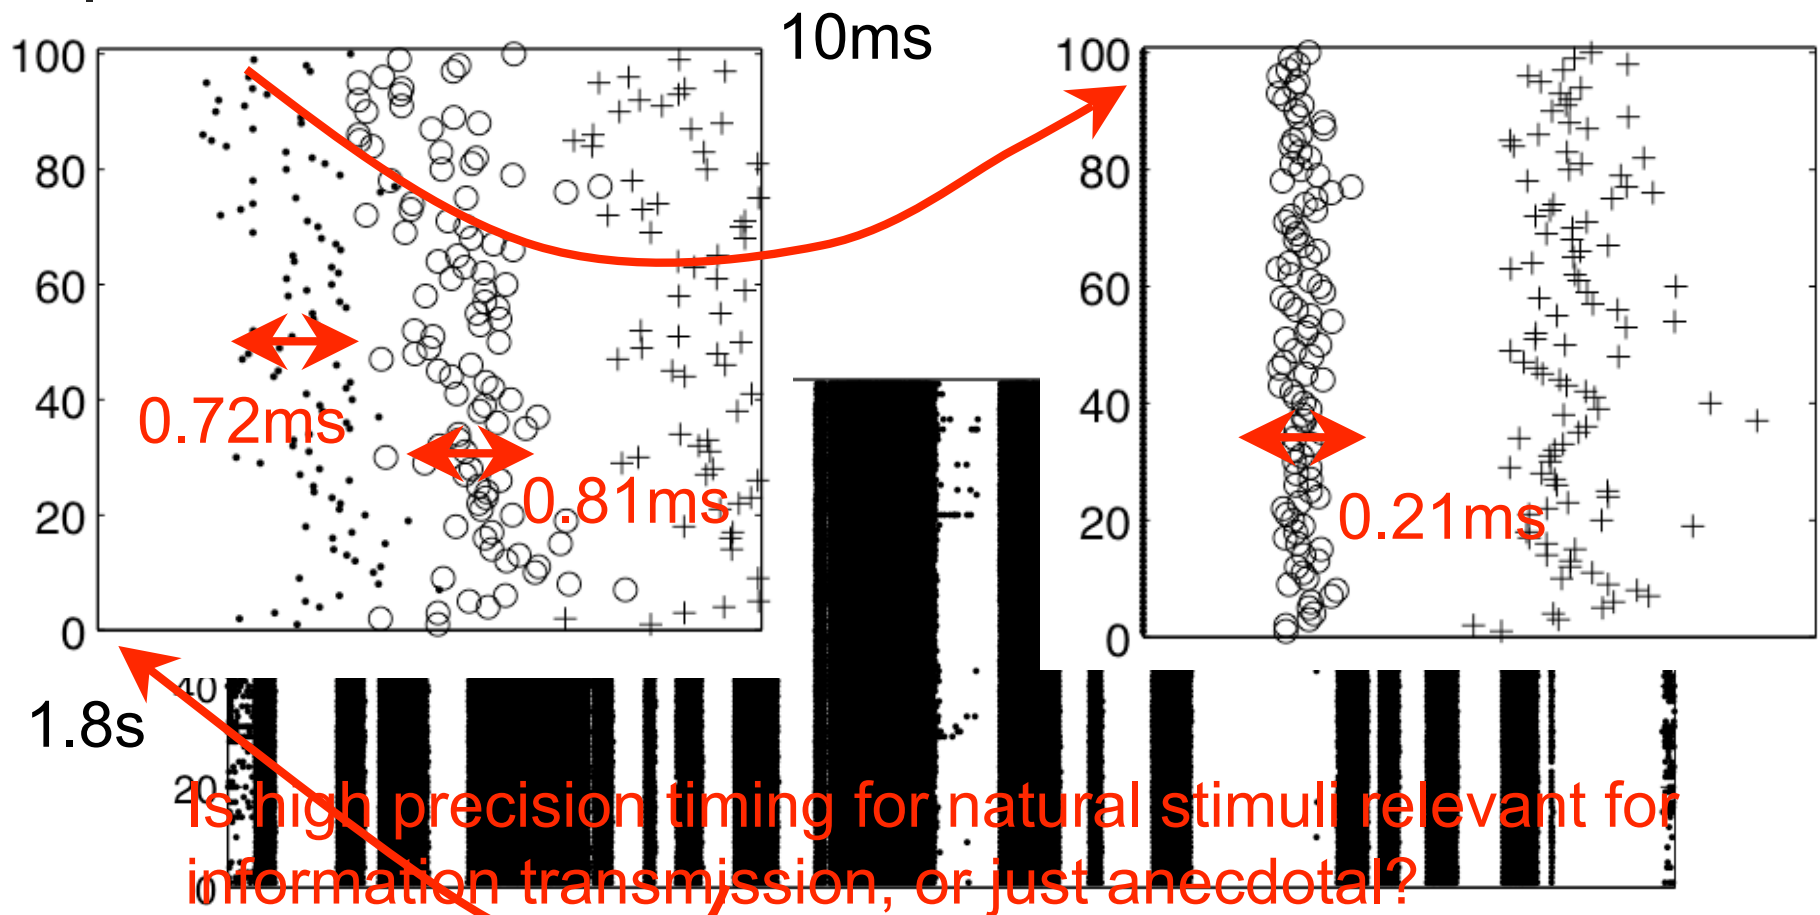 10ms
100
80
60
40
20
0
0.72ms
0.81ms
100
80
60
40
20
0
0.21ms
1.8s
40
20
0
Is high precision timing for natural stimuli relevant for
information transmission, or just anecdotal?